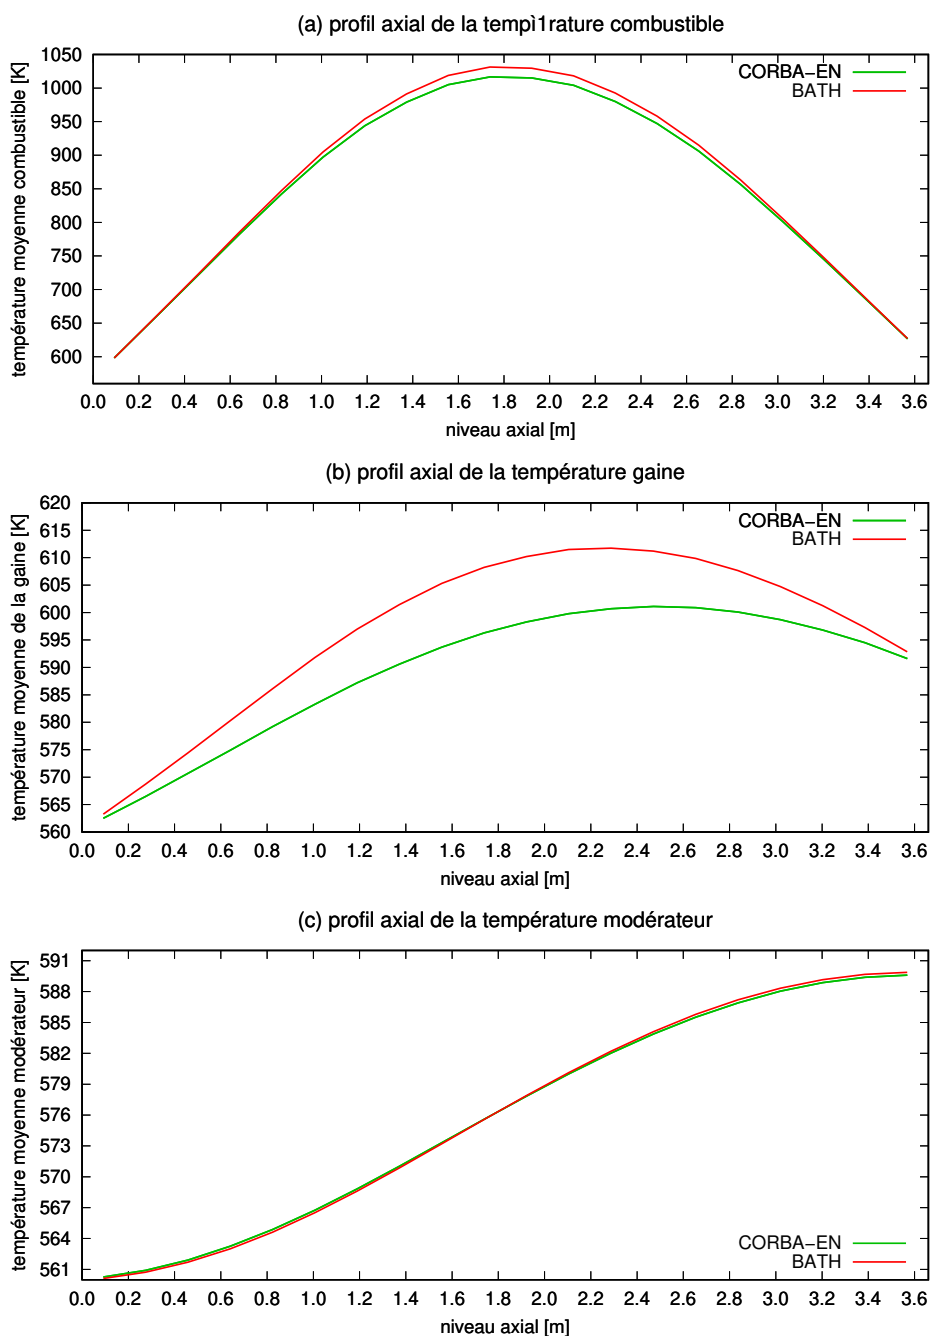 (a) profil axial de la tempì1rature combustible
1050
1000
950
900
850
800
750
700
650
600
température moyenne combustible [K]
CORBA−EN
BATH
0.0 0.2 0.4 0.6 0.8 1.0 1.2 1.4 1.6 1.8 2.0 2.2 2.4 2.6 2.8 3.0 3.2 3.4 3.6
niveau axial [m]
(b) profil axial de la température gaine
620
615
610
605
600
595
590
585
580
575
570
565
560
température moyenne de la gaine [K]
CORBA−EN
BATH
0.0 0.2 0.4 0.6 0.8 1.0 1.2 1.4 1.6 1.8 2.0 2.2 2.4 2.6 2.8 3.0 3.2 3.4 3.6
niveau axial [m]
(c) profil axial de la température modérateur
591
588
585
582
579
576
573
570
567
564
561
température moyenne modérateur [K]
CORBA−EN
BATH
0.0 0.2 0.4 0.6 0.8 1.0 1.2 1.4 1.6 1.8 2.0 2.2 2.4 2.6 2.8 3.0 3.2 3.4 3.6
niveau axial [m]